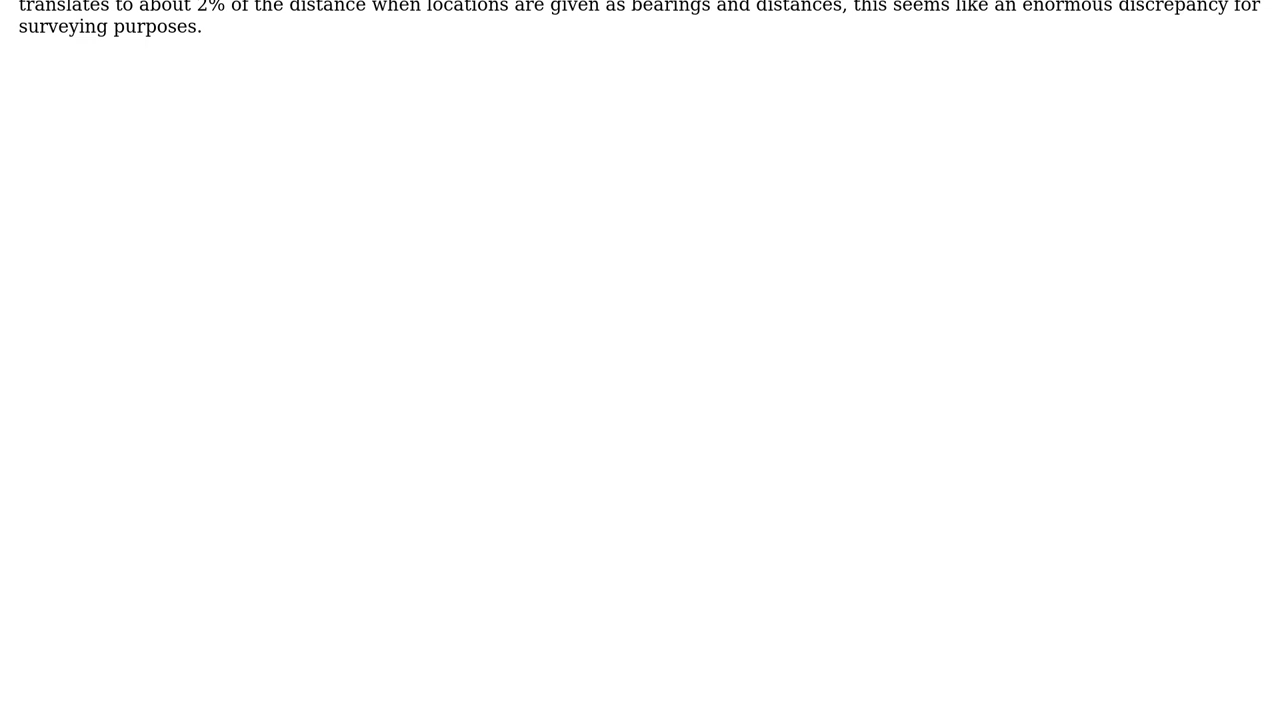 translates to about 2% of the distance when locations are given as bearings and distances, this seems like an enormous discrepancy for
surveying purposes.